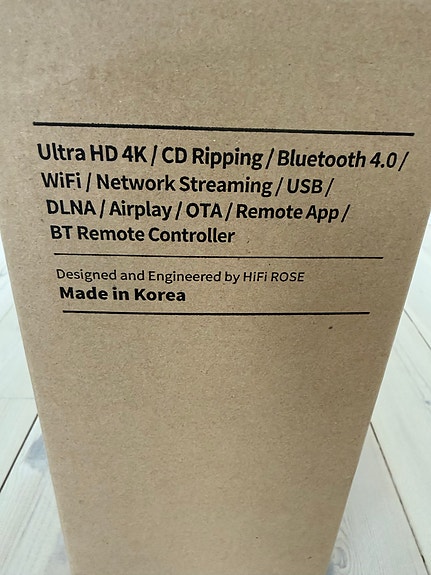 Ultra HD 4K / CD Ripping / Bluetooth 4.0 /
WiFi / Network Streaming / USB /
DLNA / Airplay / OTA / Remote App /
BT Remote Controller
Designed and Engineered by HiFi ROSE
Made in Korea